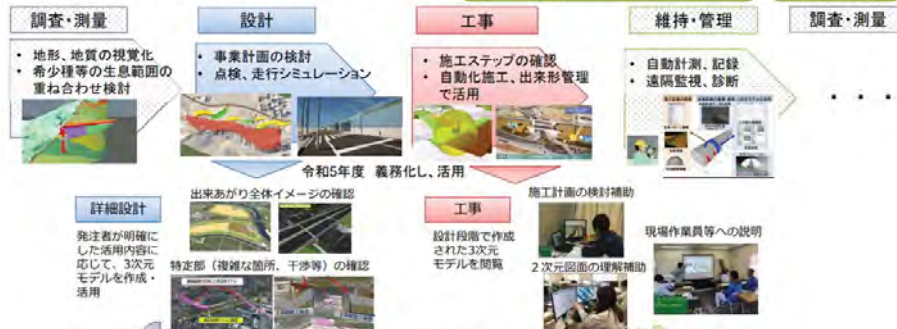 調査・測量
設計
工事
維持・管理
調査・測量
・ 地形、地質の視覚化
・ 希少種等の生息範囲の
重ね合わせ検討
・ 事業計画の検討
・ 点検、走行シミュレーション
・ 施工ステップの確認
・ 自動化施工、出来形管理
で活用
・ 自動計測、記録
・ 遠隔監視、診断
・・・
令和5年度 義務化し、活用
詳細設計
発注者が明確に
した活用内容に
応じて、3次元
モデルを作成・
活用
出来あがり全体イメージの確認
特定部（複雑な箇所、干渉等）の確認
工事
設計段階で作成
された3次元
モデルを閲覧
施工計画の検討補助
2次元図面の理解補助
現場作業員等への説明